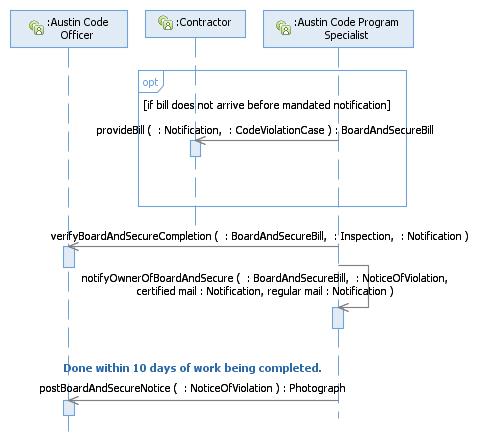 :Austin Code
Officer
:Contractor
:Austin Code Program
Specialist
opt
[if bill does not arrive before mandated notification]
provideBill ( : Notification, : CodeViolationCase ) : BoardAndSecureBill
verifyBoardAndSecureCompletion ( : BoardAndSecureBill, : Inspection, : Notification )
notifyOwnerOfBoardAndSecure ( : BoardAndSecureBill, : NoticeOfViolation,
certified mail : Notification, regular mail : Notification )
Done within 10 days of work being completed.
postBoardAndSecureNotice ( : NoticeOfViolation ) : Photograph